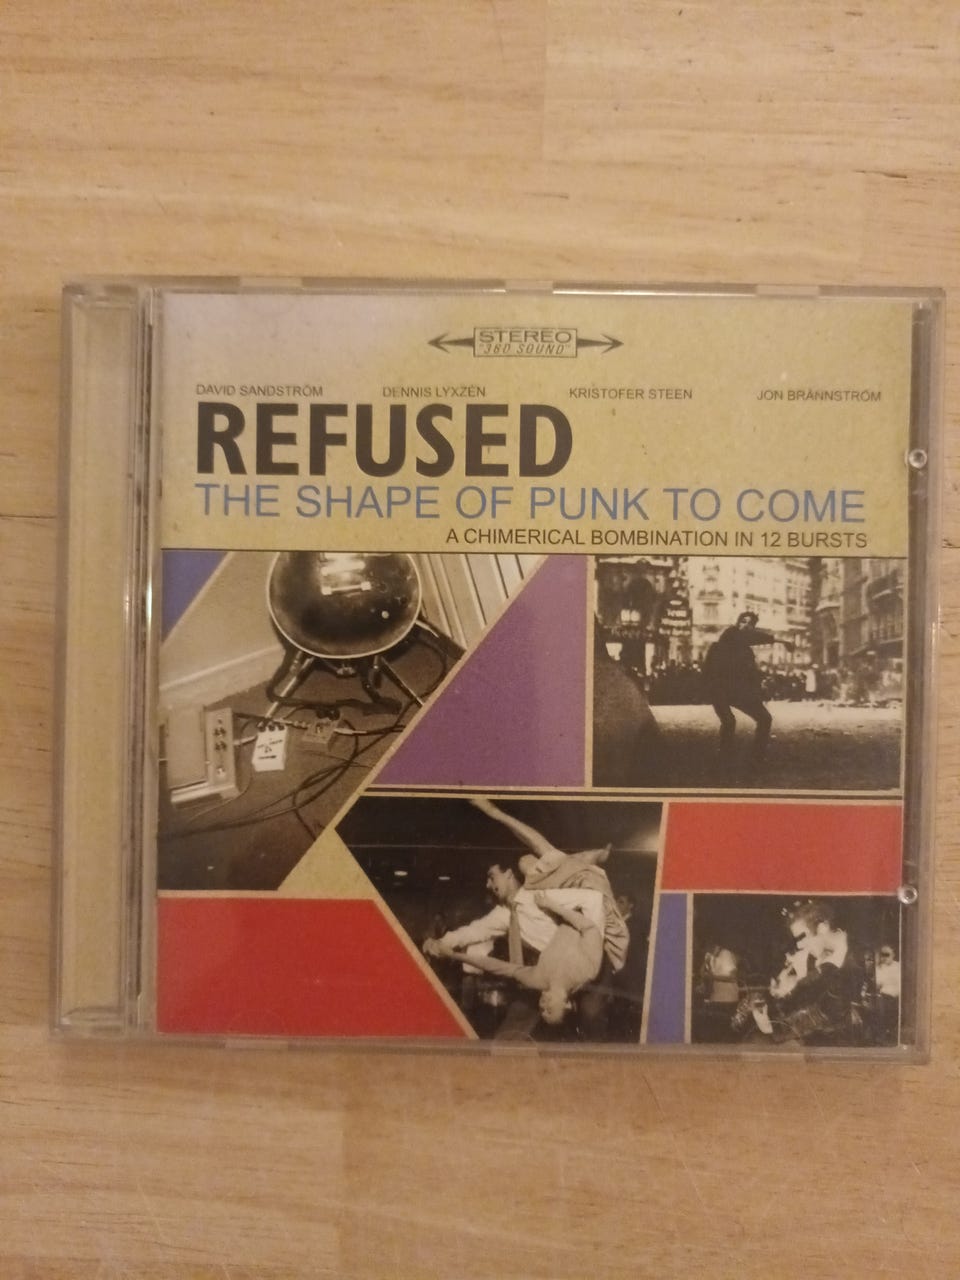 STEREO
"360 SOUND"
DAVID SANDSTRÖM DENNIS LYXZÉN KRISTOFER STEEN JON BRÄNNSTRÖM
REFUSED
THE SHAPE OF PUNK TO COME
A CHIMERICAL BOMBINATION IN 12 BURSTS